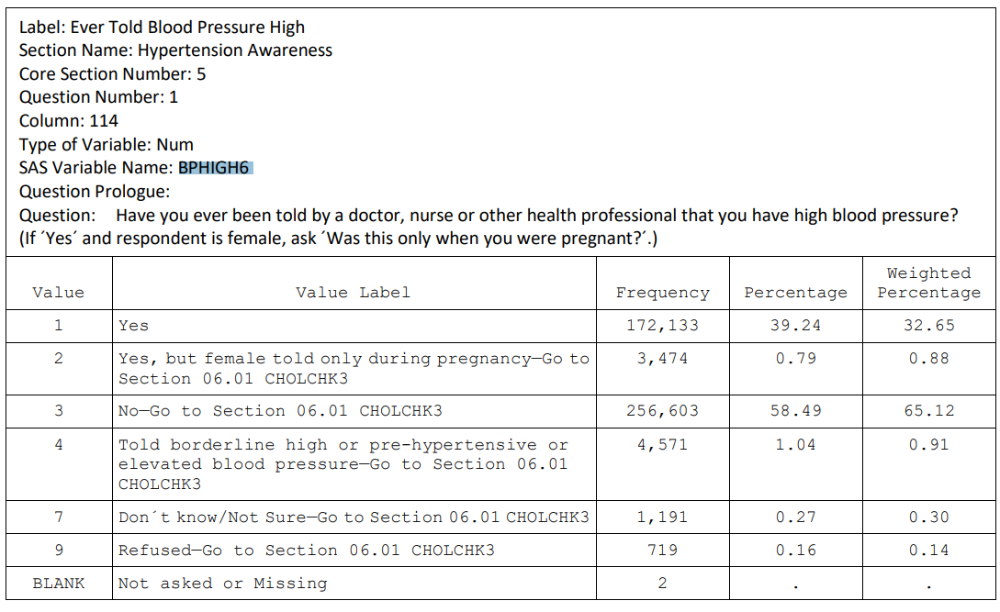 Label: Ever Told Blood Pressure High
Section Name: Hypertension Awareness
Core Section Number: 5
Question Number: 1
Column: 114
Type of Variable: Num
SAS Variable Name: BPHIGH6
Question Prologue:
Question: Have you ever been told by a doctor, nurse or other health professional that you have high blood pressure?
(If ´Yes´ and respondent is female, ask ´Was this only when you were pregnant?´.)
Value Value Label Frequency Percentage Weighted Percentage
1 Yes 172,133 39.24 32.65
2 Yes, but female told only during pregnancy—Go to 3,474 0.79 0.88
Section 06.01 CHOLCHK3
3 No—Go to Section 06.01 CHOLCHK3 256,603 58.49 65.12
4 Told borderline high or pre-hypertensive or 4,571 1.04 0.91
elevated blood pressure—Go to Section 06.01
CHOLCHK3
7 Don´t know/Not Sure—Go to Section 06.01 CHOLCHK3 1,191 0.27 0.30
9 Refused—Go to Section 06.01 CHOLCHK3 719 0.16 0.14
BLANK Not asked or Missing 2 . .